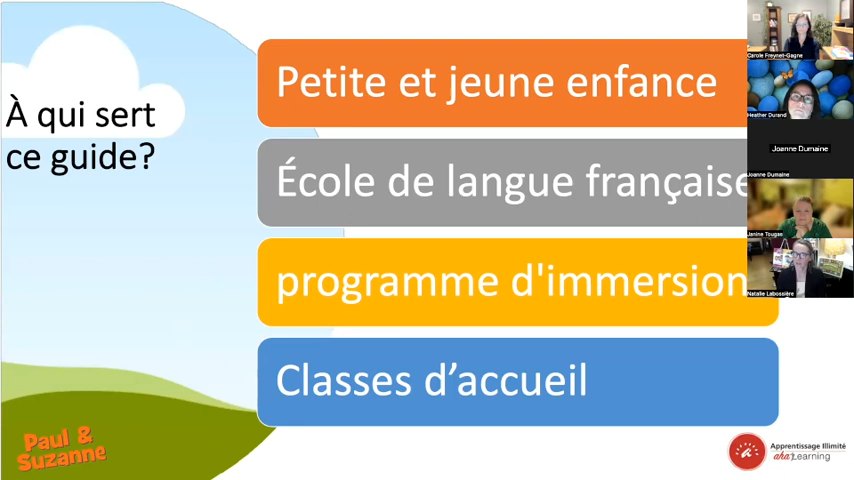 À qui sert
ce guide?
Petite et jeune enfance
École de langue française
programme d'immersion
Classes d’accueil
Paul &
Suzanne
Carole Freynet-Gagne
Heather Durand
Joanne Dumaine
Joanne Dumaine
Janine Tougas
Natalie Labossière
Apprentissage Illimité
aha!Learning